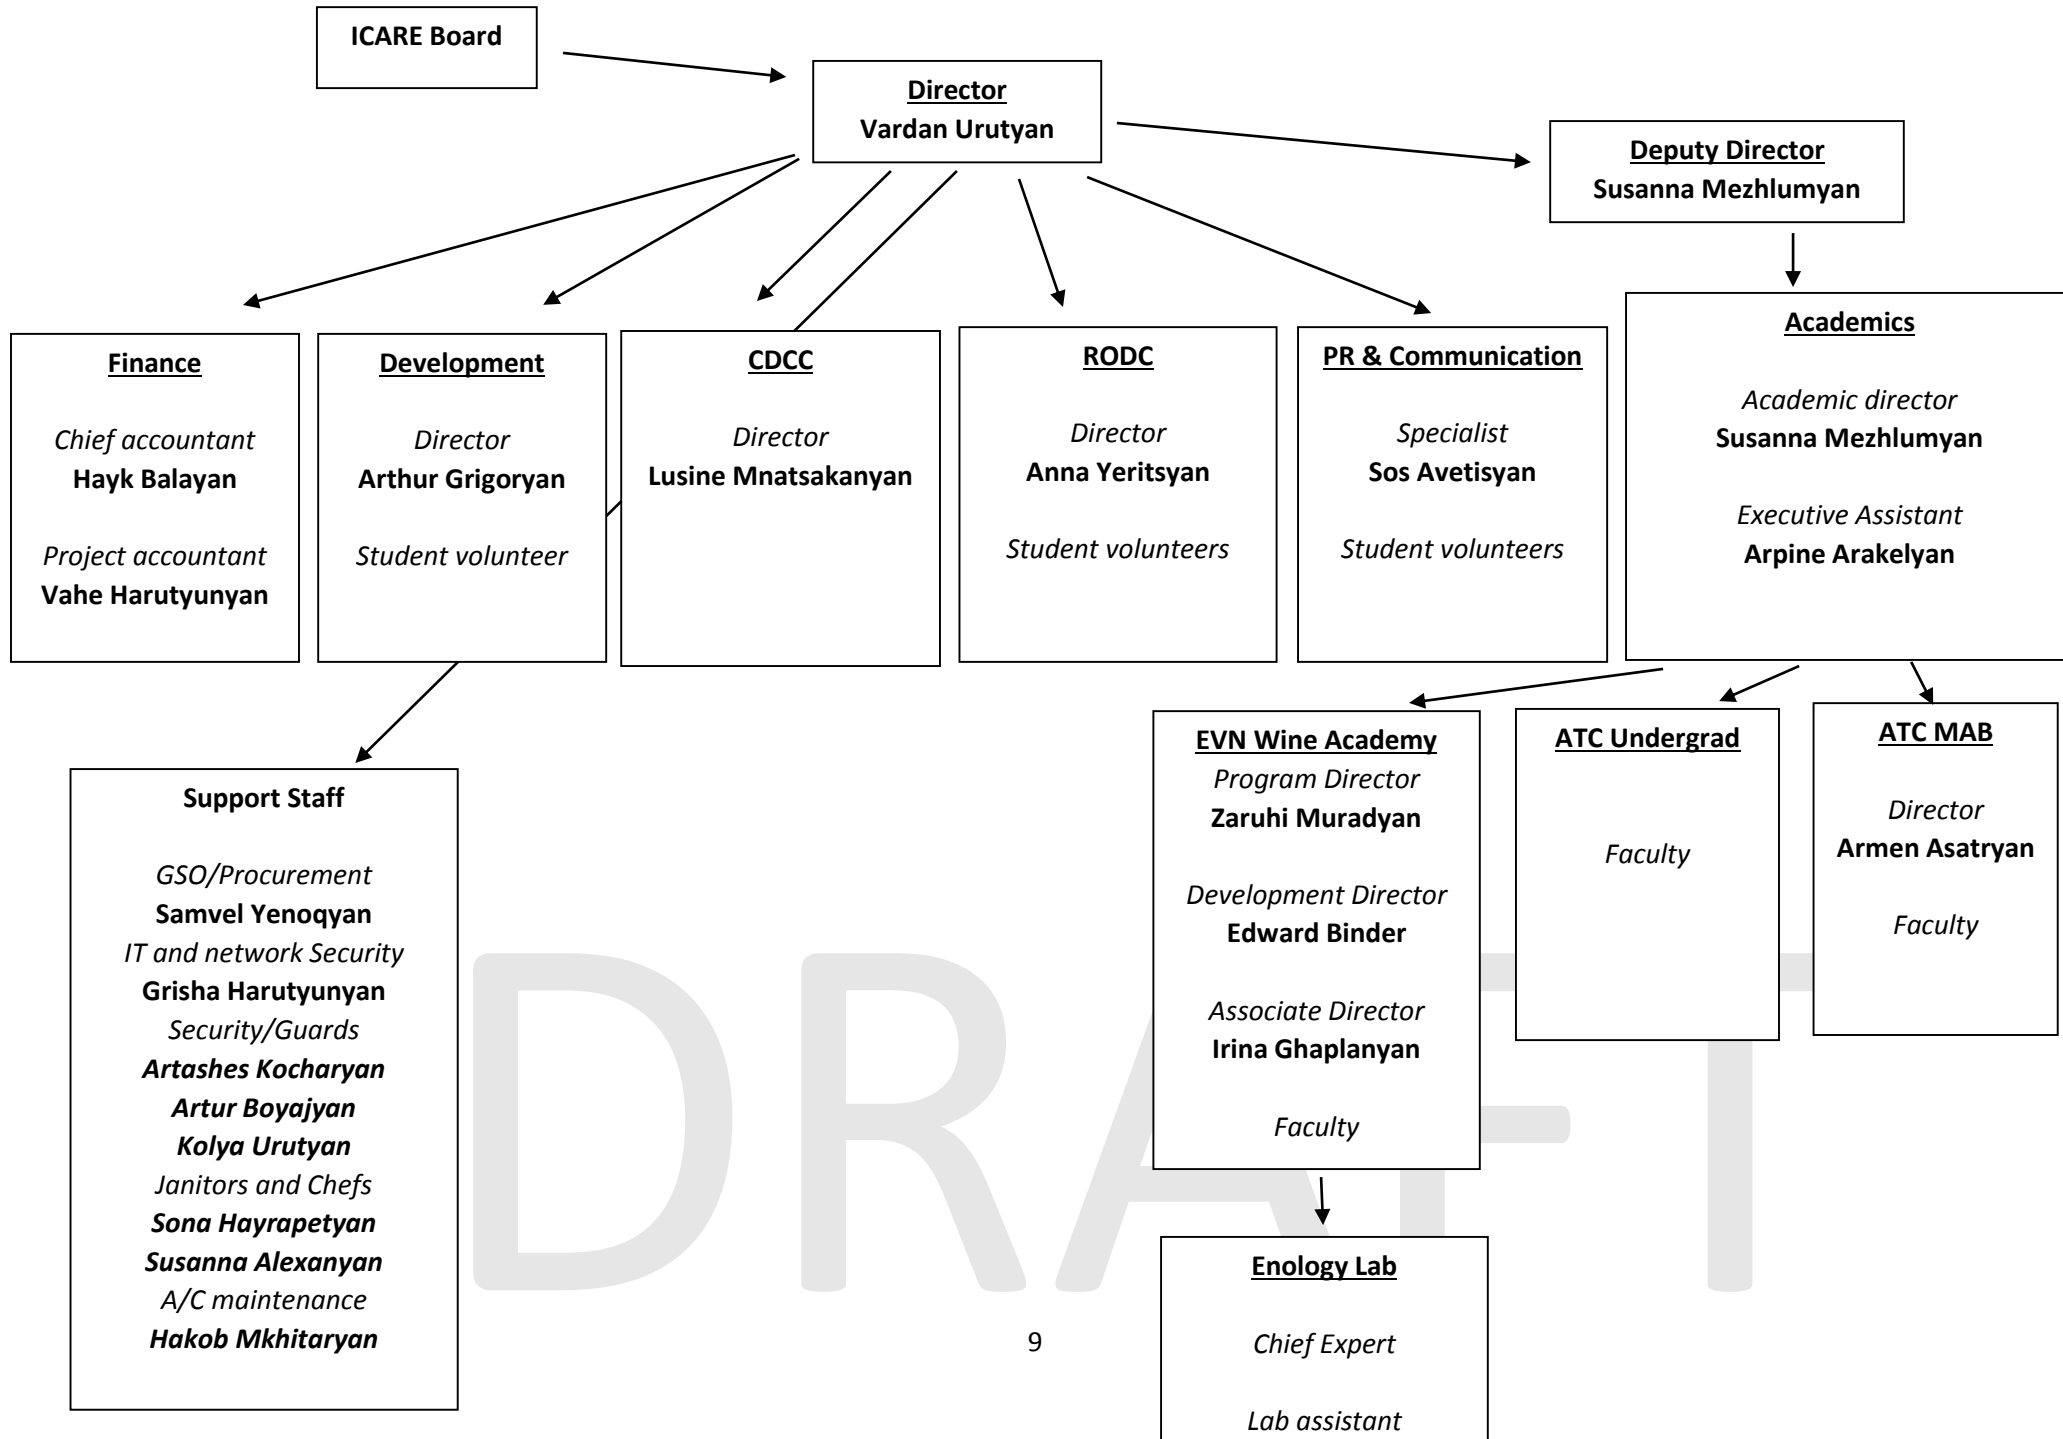 ICARE Board
Director
Vardan Urutyan
Deputy Director
Susanna Mezhlumyan
Finance
Chief accountant
Hayk Balayan
Project accountant
Vahe Harutyunyan
Development
Director
Arthur Grigoryan
Student volunteer
CDCC
Director
Lusine Mnatsakanyan
RODC
Director
Anna Yeritsyan
Student volunteers
PR & Communication
Specialist
Sos Avetisyan
Student volunteers
Academics
Academic director
Susanna Mezhlumyan
Executive Assistant
Arpine Arakelyan
Support Staff
GSO/Procurement
Samvel Yenoqyan
IT and network Security
Grisha Harutyunyan
Security/Guards
Artashes Kocharyan
Artur Boyajyan
Kolya Urutyan
Janitors and Chefs
Sona Hayrapetyan
Susanna Alexanyan
A/C maintenance
Hakob Mkhitaryan
EVN Wine Academy
Program Director
Zaruhi Muradyan
Development Director
Edward Binder
Associate Director
Irina Ghaplanyan
Faculty
ATC Undergrad
Faculty
ATC MAB
Director
Armen Asatryan
Faculty
Enology Lab
Chief Expert
Lab assistant
DRAFT
9